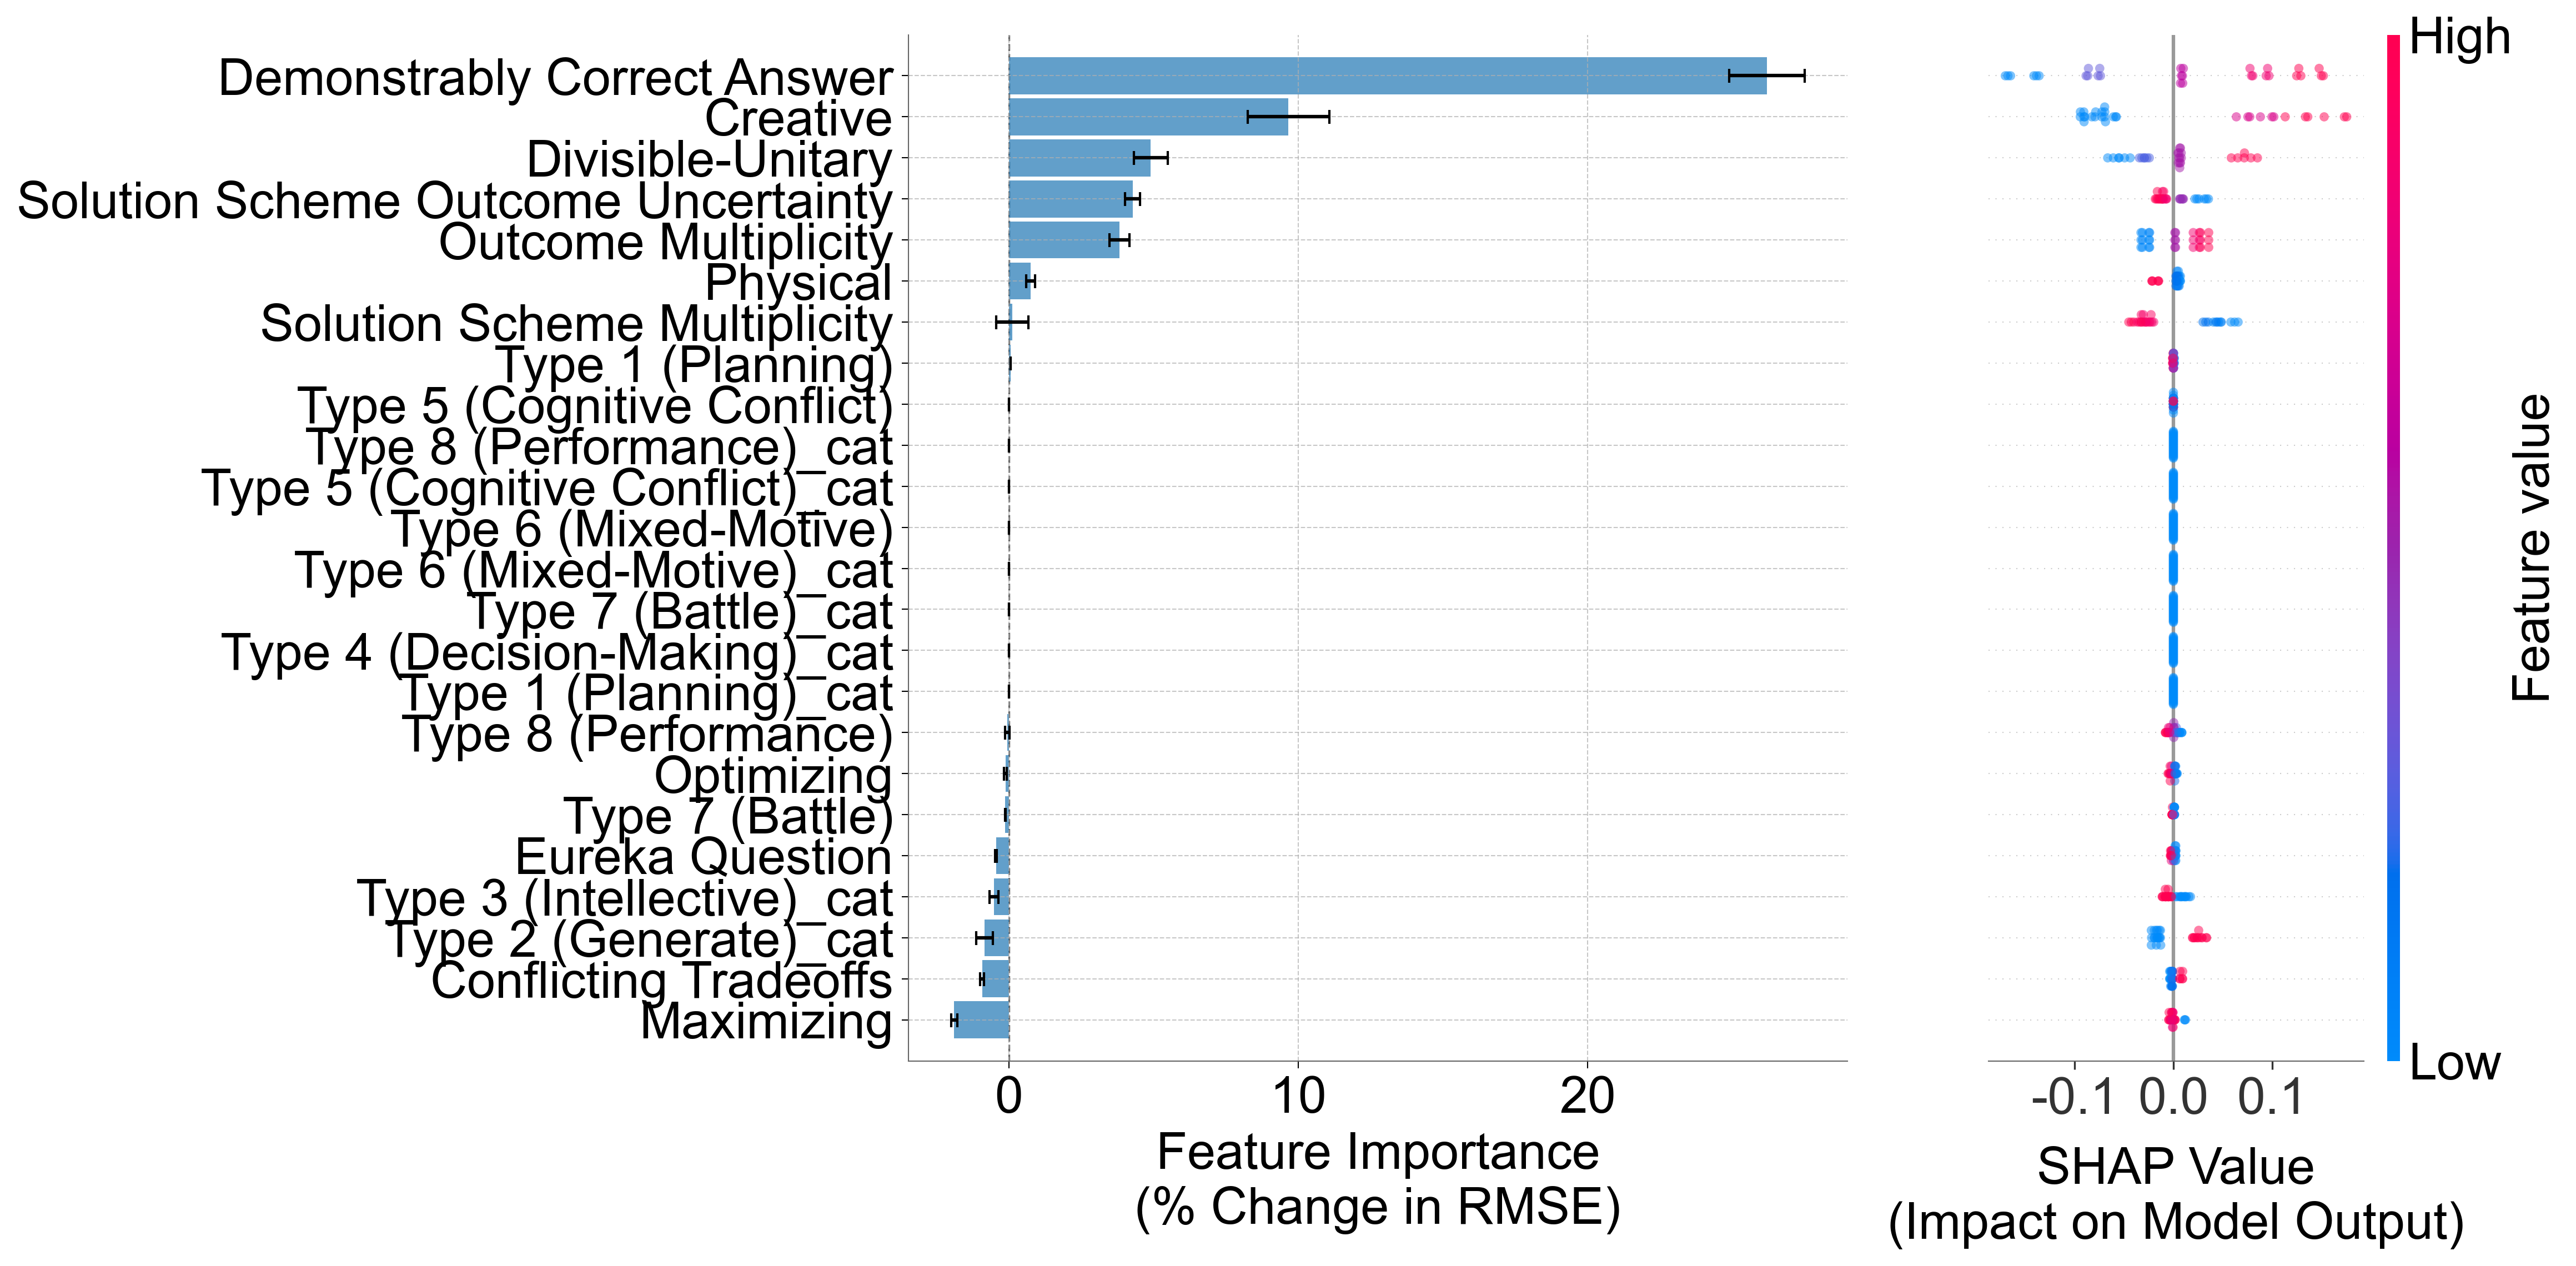 Demonstrably Correct Answer
Creative
Divisible-Unitary
Solution Scheme Outcome Uncertainty
Outcome Multiplicity
Physical
Solution Scheme Multiplicity
Type 1 (Planning)
Type 5 (Cognitive Conflict)
Type 8 (Performance)_cat
Type 5 (Cognitive Conflict)_cat
Type 6 (Mixed-Motive)
Type 6 (Mixed-Motive)_cat
Type 7 (Battle)_cat
Type 4 (Decision-Making)_cat
Type 1 (Planning)_cat
Type 8 (Performance)
Optimizing
Type 7 (Battle)
Eureka Question
Type 3 (Intellective)_cat
Type 2 (Generate)_cat
Conflicting Tradeoffs
Maximizing
0 10 20
Feature Importance
(% Change in RMSE)
-0.1 0.0 0.1
SHAP Value
(Impact on Model Output)
High
Feature value
Low